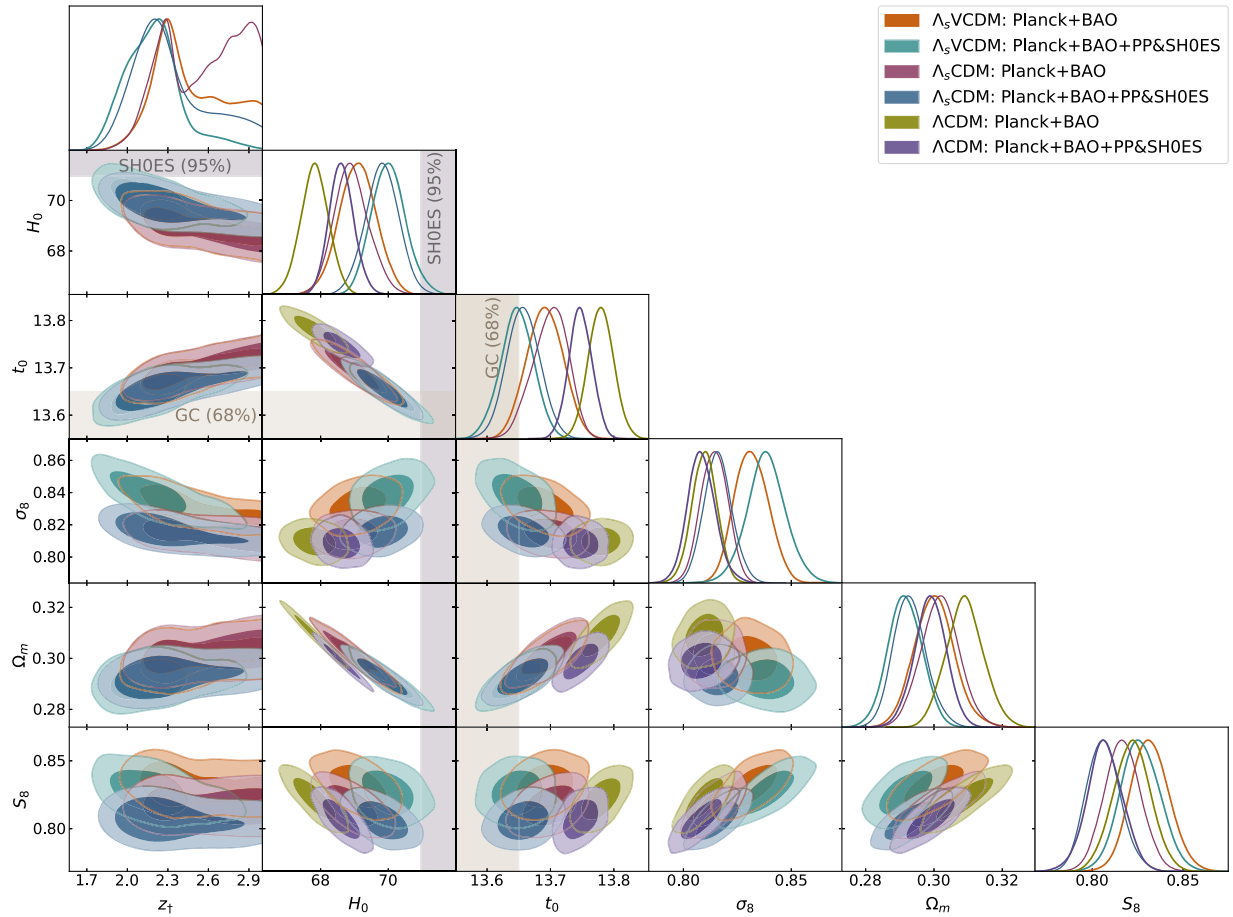 Λ_sVCDM: Planck+BAO
Λ_sVCDM: Planck+BAO+PP&SH0ES
Λ_sCDM: Planck+BAO
Λ_sCDM: Planck+BAO+PP&SH0ES
ΛCDM: Planck+BAO
ΛCDM: Planck+BAO+PP&SH0ES
SH0ES (95%)
SH0ES (95%)
70
68
H₀
GC (68%)
GC (68%)
13.8
13.7
13.6
t₀
0.86
0.84
0.82
0.80
σ₈
0.32
0.30
0.28
Ωₘ
0.85
0.80
S₈
1.7 2.0 2.3 2.6 2.9
68 70
13.6 13.7 13.8
0.80 0.85
0.28 0.30 0.32
0.80 0.85
z†
H₀
t₀
σ₈
Ωₘ
S₈